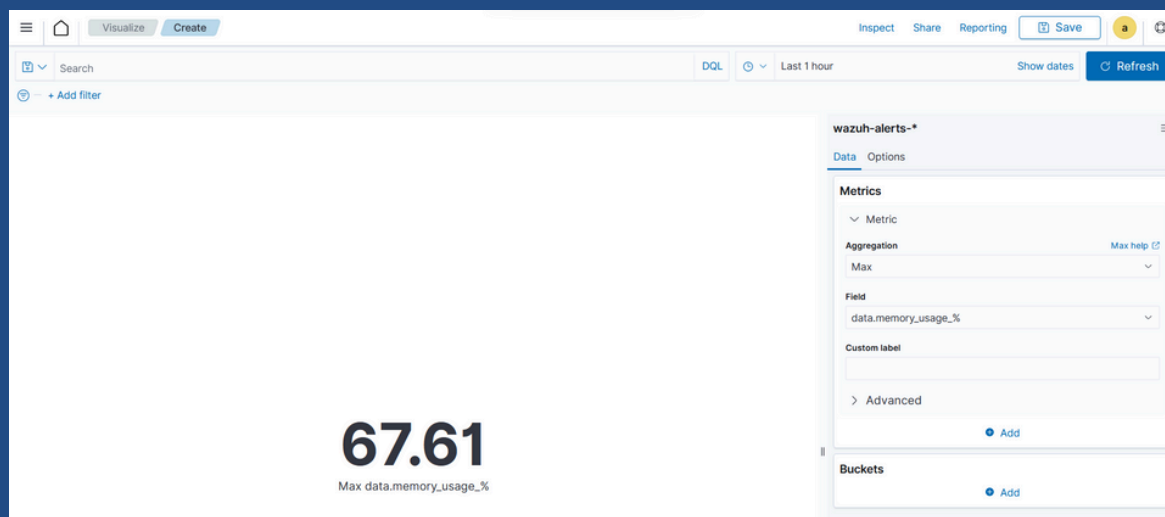 Visualize Create Inspect Share Reporting Save a
Search DQL Last 1 hour Show dates Refresh
+ Add filter
wazuh-alerts-*
Data Options
Metrics
Metric
Aggregation Max help
Max
Field
data.memory_usage_%
Custom label
Advanced
Add
67.61
Max data.memory_usage_%
Buckets
Add